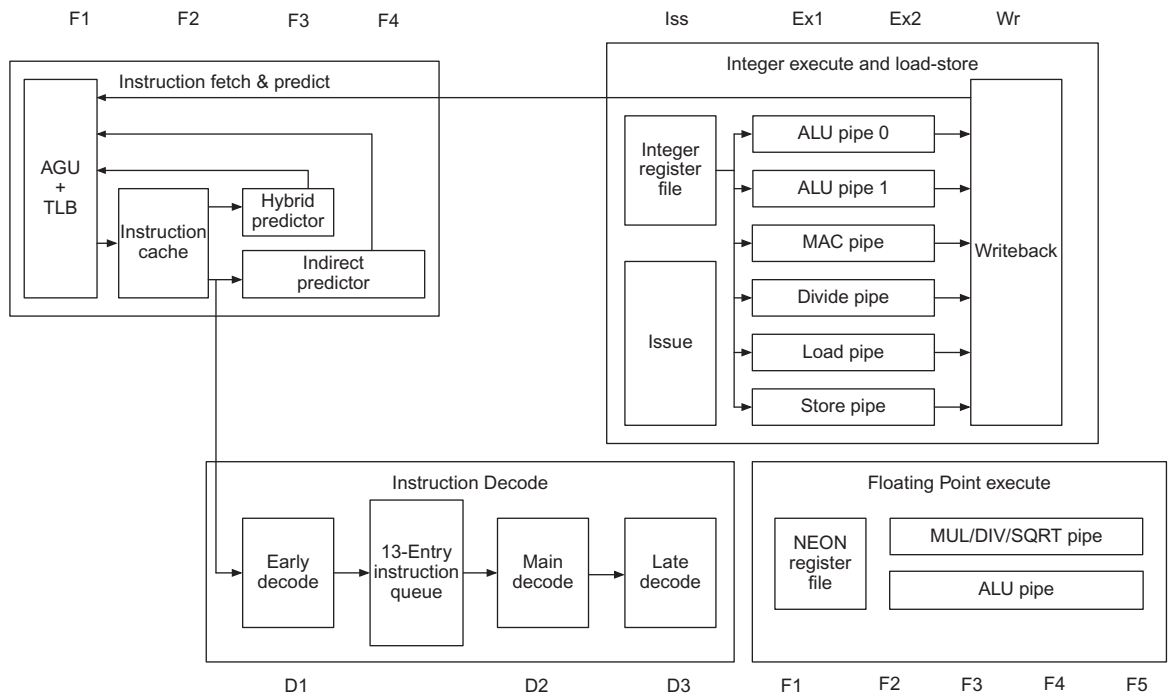 F1 F2 F3 F4 Iss Ex1 Ex2 Wr
Instruction fetch & predict
AGU
+
TLB
Instruction
cache
Hybrid
predictor
Indirect
predictor
Integer execute and load-store
Integer
register
file
Issue
ALU pipe 0
ALU pipe 1
MAC pipe
Divide pipe
Load pipe
Store pipe
Writeback
Instruction Decode
Early
decode
13-Entry
instruction
queue
Main
decode
Late
decode
Floating Point execute
NEON
register
file
MUL/DIV/SQRT pipe
ALU pipe
D1 D2 D3 F1 F2 F3 F4 F5